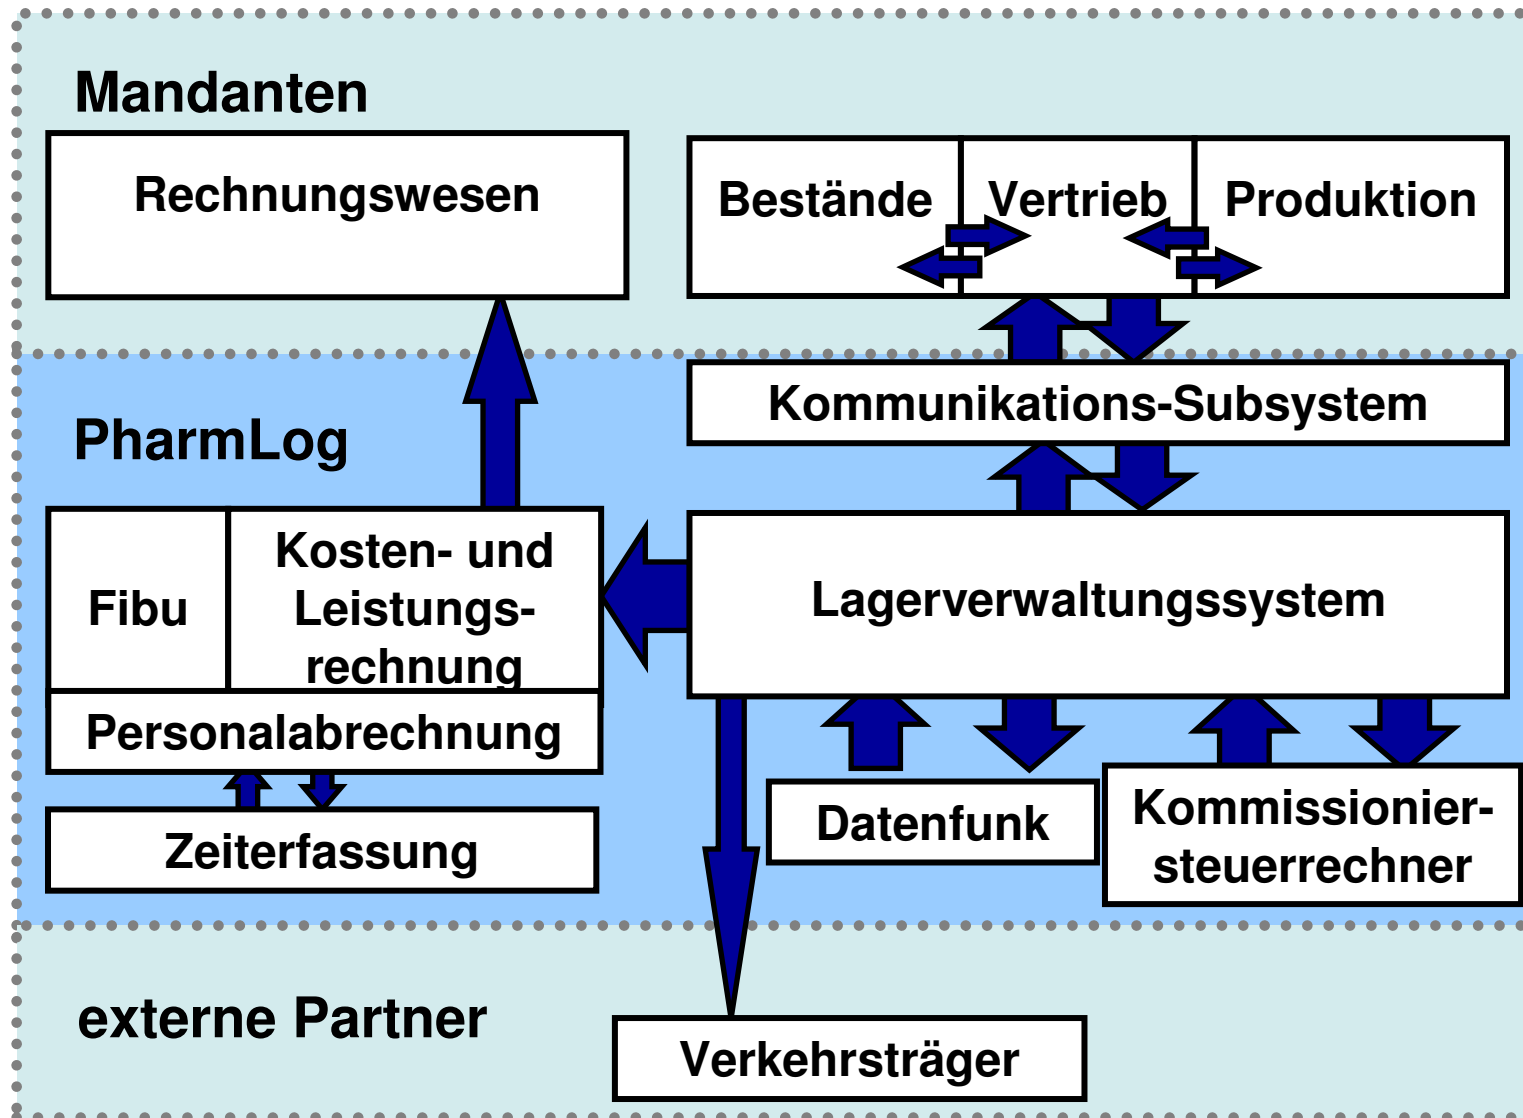 Mandanten
Rechnungswesen
Bestände
Vertrieb
Produktion
Kommunikations-Subsystem
PharmLog
Fibu
Kosten- und
Leistungs-
rechnung
Lagerverwaltungssystem
Personalabrechnung
Zeiterfassung
Datenfunk
Kommissionier-
steuerrechner
externe Partner
Verkehrsträger